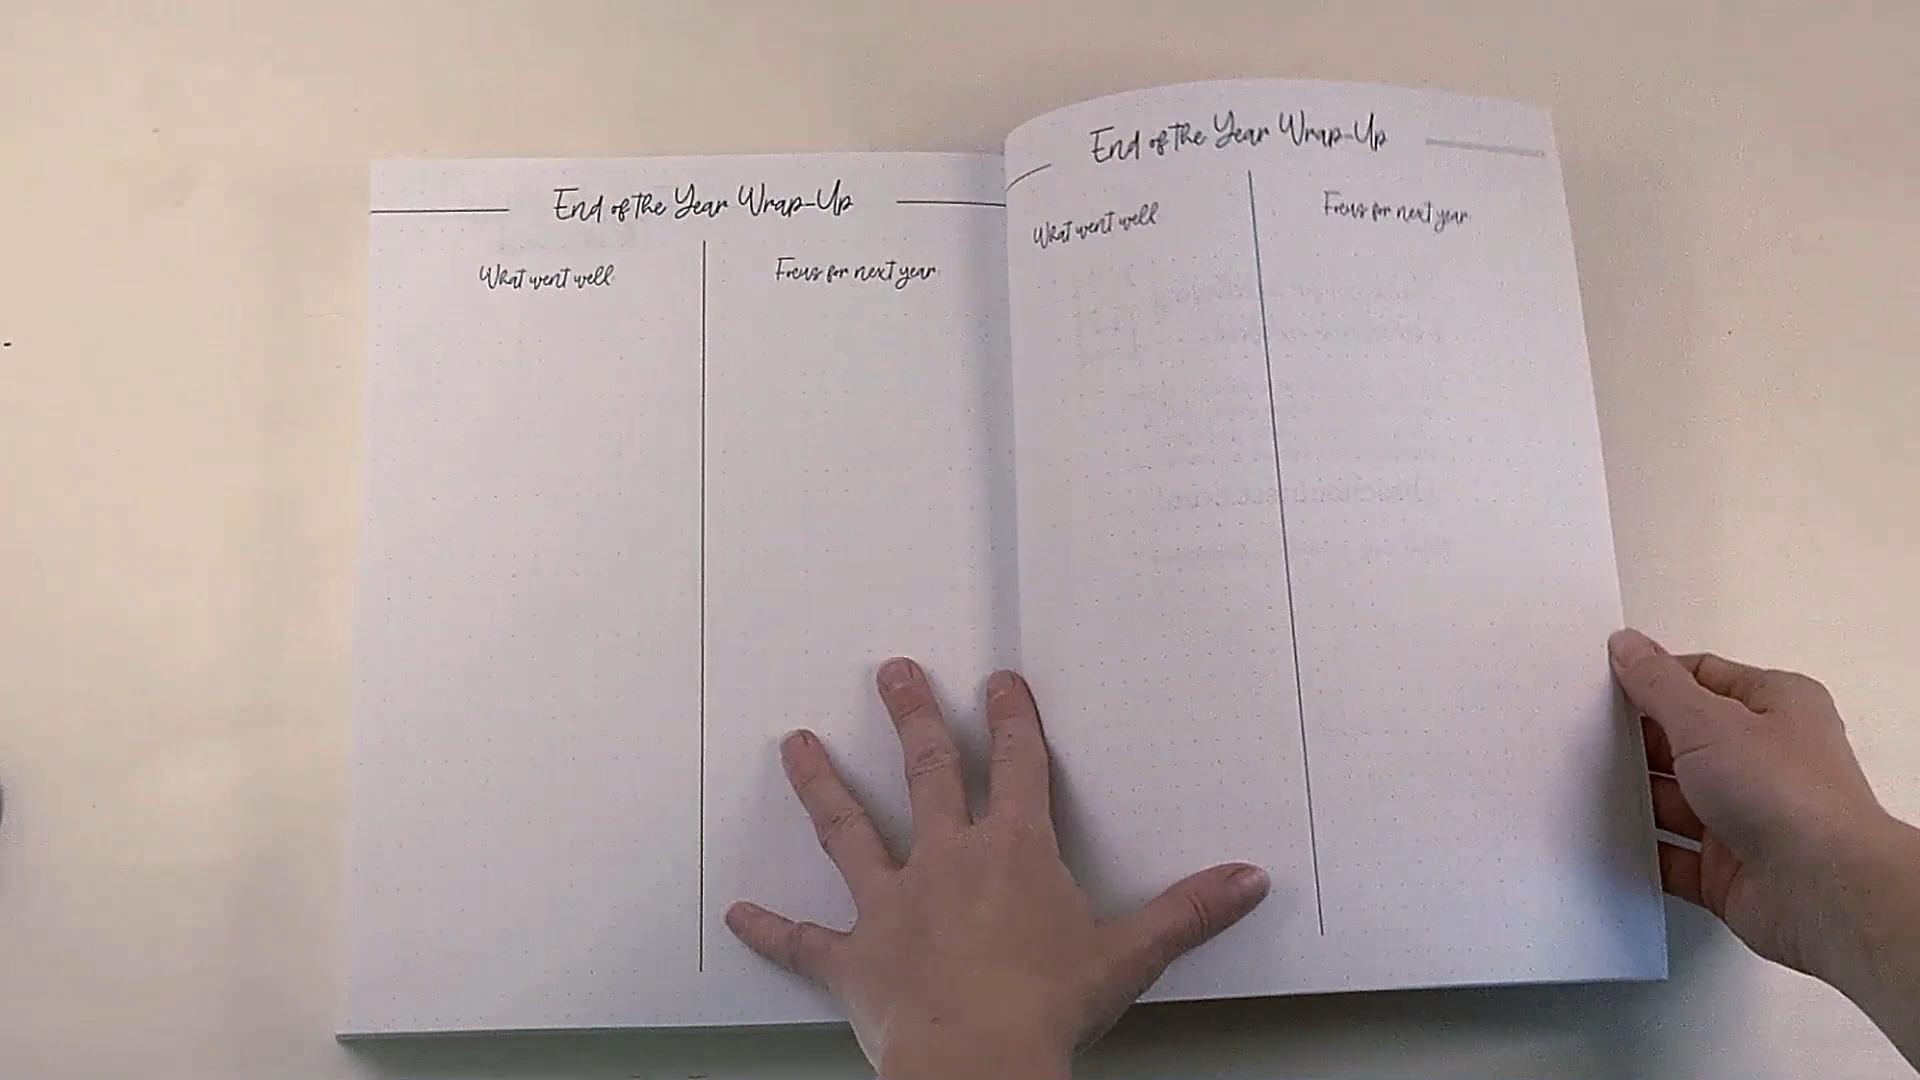 End of the Year Wrap-Up
What went well
Focus for next year
End of the Year Wrap-Up
What went well
Focus for next year